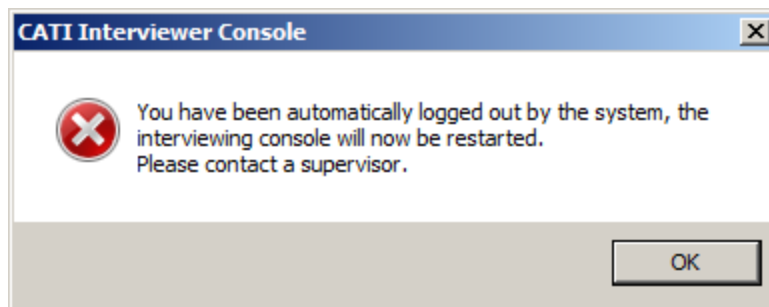 CATI Interviewer Console
You have been automatically logged out by the system, the
interviewing console will now be restarted.
Please contact a supervisor.
OK